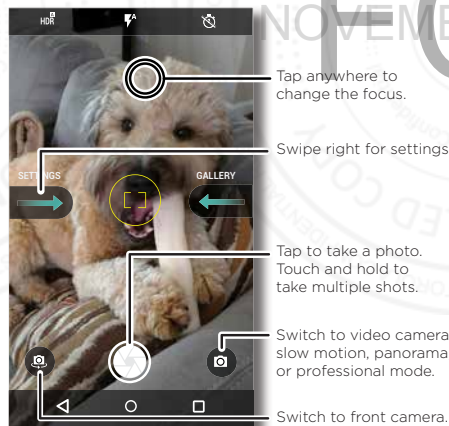 NOVEME
HDR
A
Tap anywhere to
change the focus.
Swipe right for settings
SETTINGS
GALLERY
Tap to take a photo.
Touch and hold to
take multiple shots.
Switch to video camera
slow motion, panorama
or professional mode.
Switch to front camera.